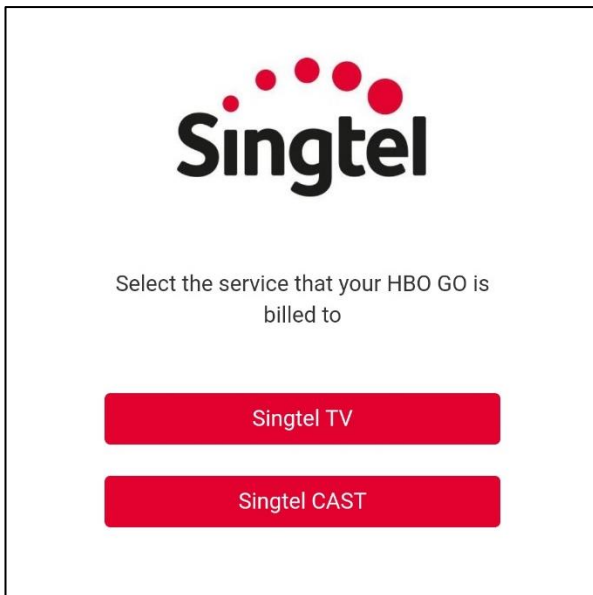 Singtel
Select the service that your HBO GO is
billed to
Singtel TV
Singtel CAST